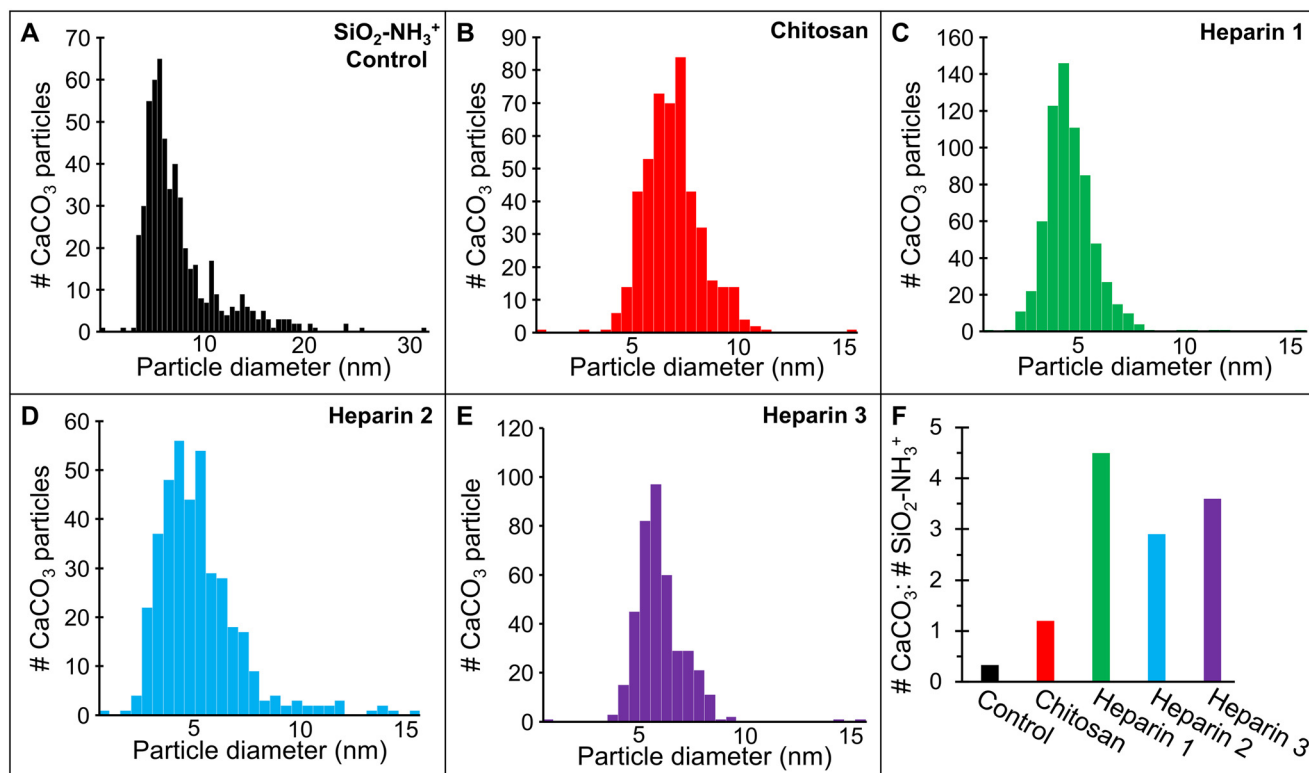 A
SiO₂-NH₃⁺
Control
# CaCO₃ particles
70
60
50
40
30
20
10
0
10
20
30
Particle diameter (nm)
B
Chitosan
# CaCO₃ particles
90
80
70
60
50
40
30
20
10
0
5
10
15
Particle diameter (nm)
C
Heparin 1
# CaCO₃ particles
160
140
120
100
80
60
40
20
0
5
10
15
Particle diameter (nm)
D
Heparin 2
# CaCO₃ particles
60
50
40
30
20
10
0
5
10
15
Particle diameter (nm)
E
Heparin 3
# CaCO₃ particle
120
100
80
60
40
20
0
5
10
15
Particle diameter (nm)
F
# CaCO₃: # SiO₂-NH₃⁺
5
4
3
2
1
0
Control
Chitosan
Heparin 1
Heparin 2
Heparin 3